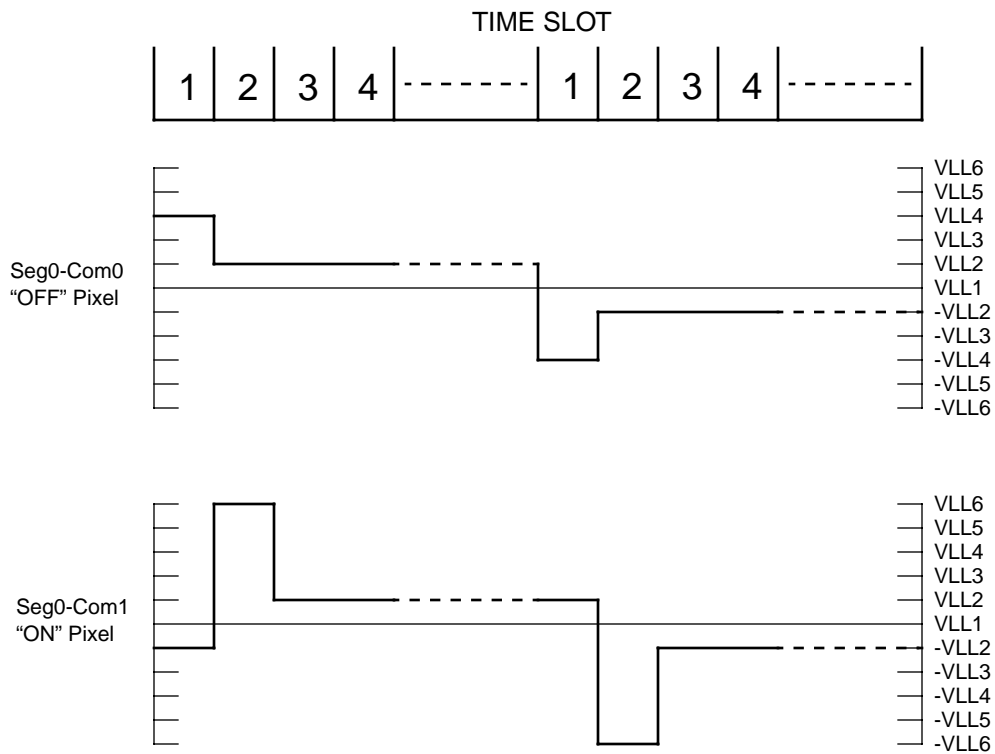 TIME SLOT
1 2 3 4 1 2 3 4
Seg0-Com0
“OFF” Pixel
VLL6
VLL5
VLL4
VLL3
VLL2
VLL1
-VLL2
-VLL3
-VLL4
-VLL5
-VLL6
Seg0-Com1
“ON” Pixel
VLL6
VLL5
VLL4
VLL3
VLL2
VLL1
-VLL2
-VLL3
-VLL4
-VLL5
-VLL6